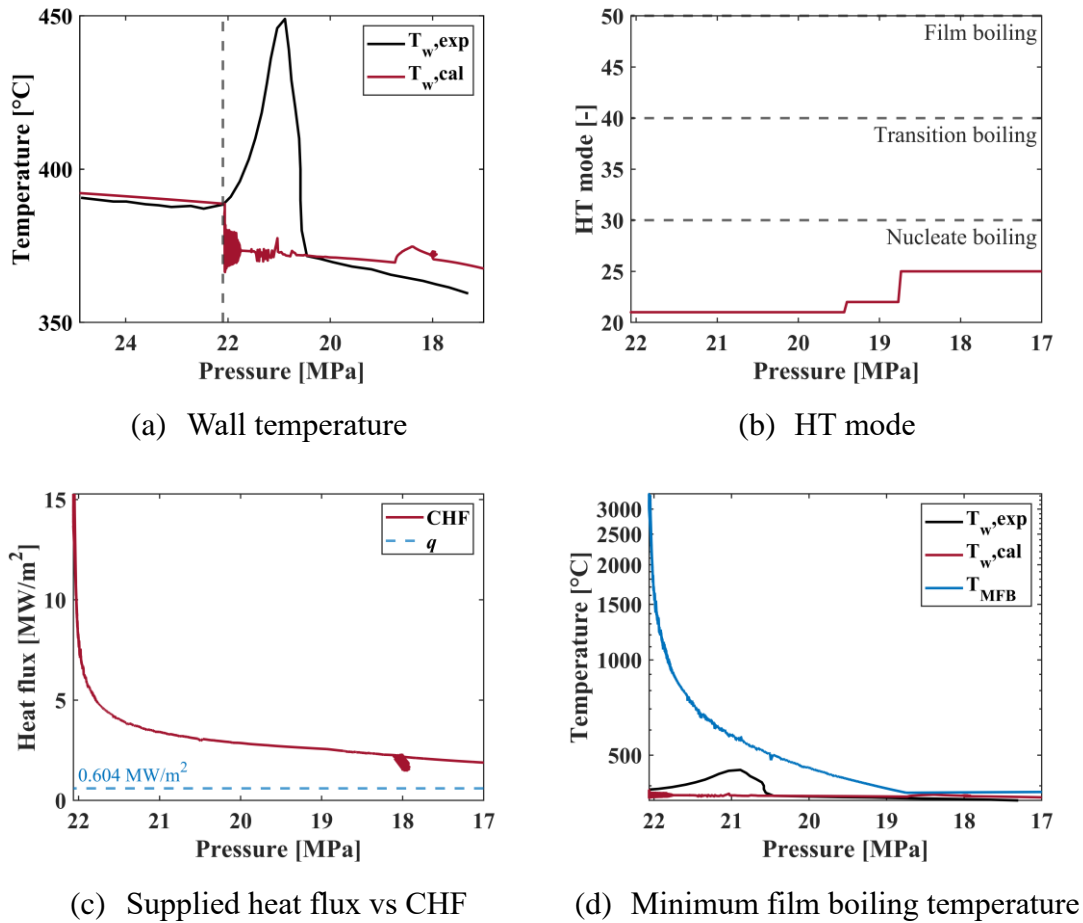 450
400
350
Temperature [°C]
T_w,exp
T_w,cal
24
22
20
18
Pressure [MPa]
(a) Wall temperature
50
45
40
35
30
25
20
HT mode [-]
Film boiling
Transition boiling
Nucleate boiling
22
21
20
19
18
17
Pressure [MPa]
(b) HT mode
15
10
5
0
Heat flux [MW/m²]
CHF
q
0.604 MW/m²
22
21
20
19
18
17
Pressure [MPa]
(c) Supplied heat flux vs CHF
3000
2500
2000
1500
1000
500
Temperature [°C]
T_w,exp
T_w,cal
T_MFB
22
21
20
19
18
17
Pressure [MPa]
(d) Minimum film boiling temperature